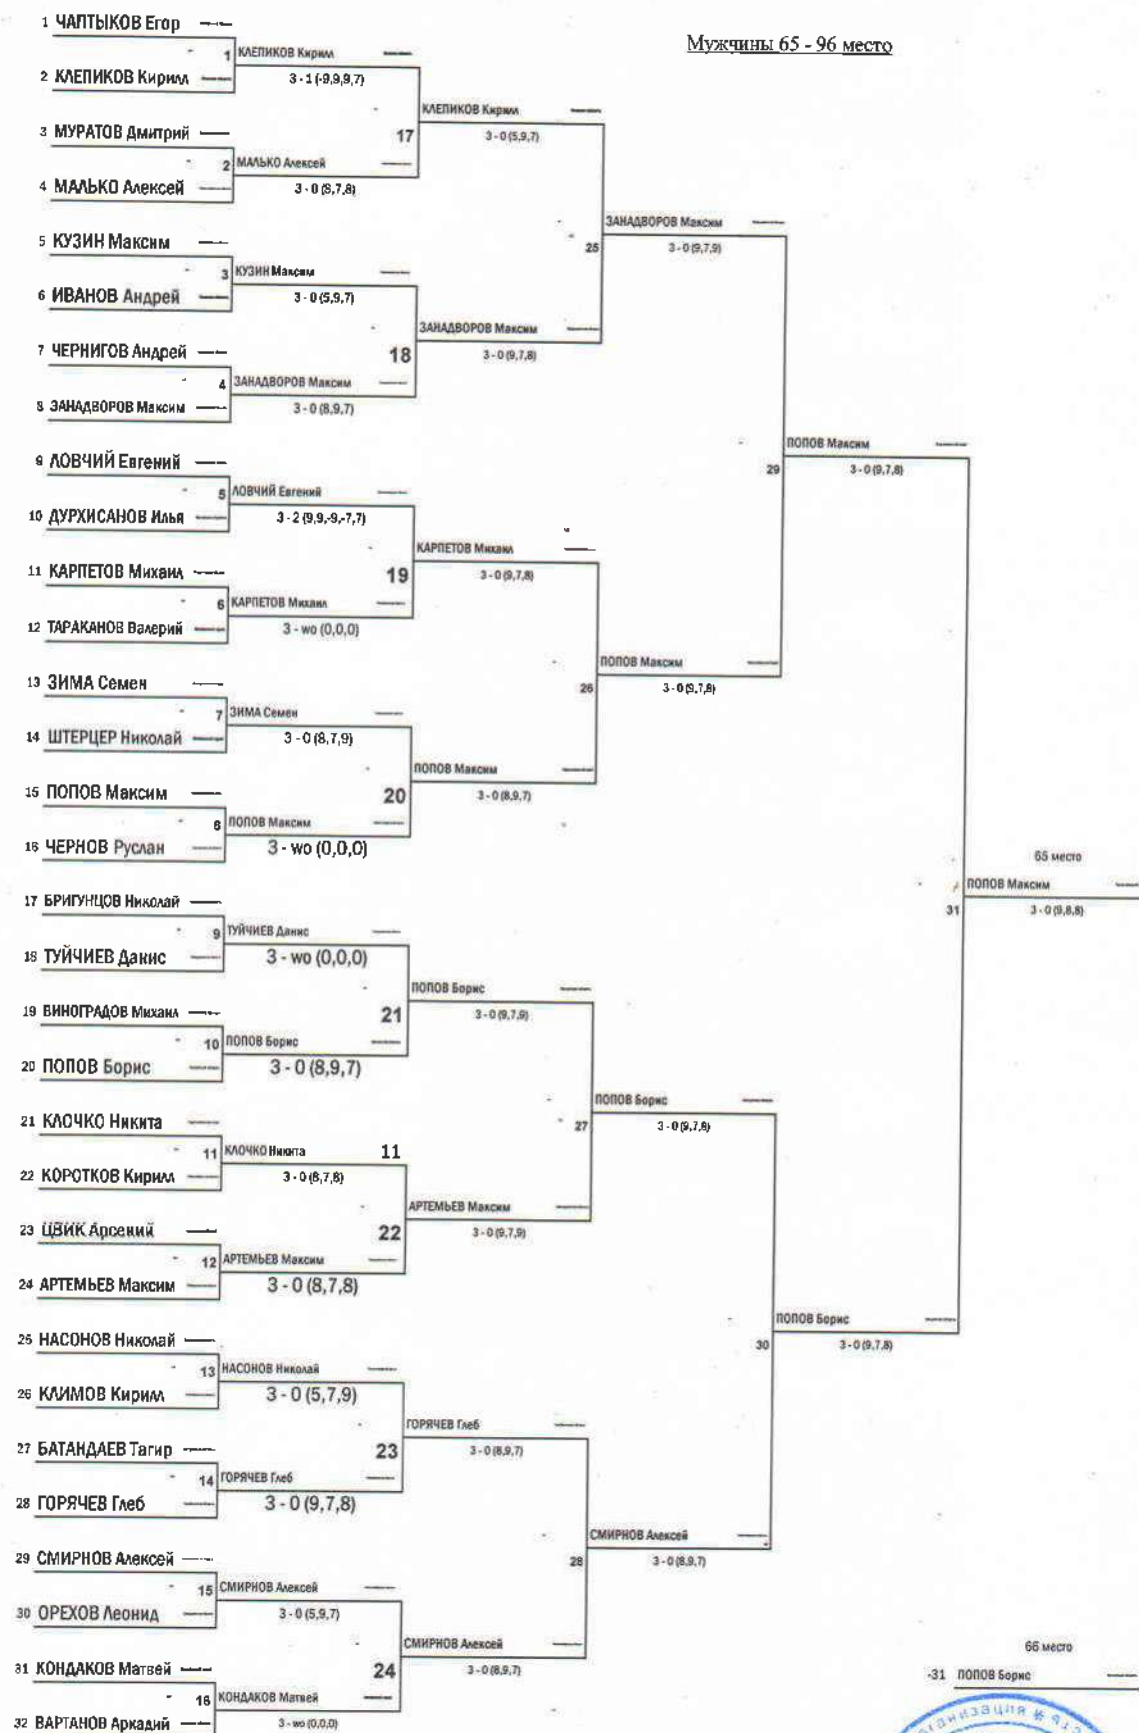 Мужчины 65 - 96 место
1 ЧАПТЫКОВ Егор
1 КЛЕПИКОВ Кирилл
2 КЛЕПИКОВ Кирилл
3 - 1 (-9,9,9,7)
КЛЕПИКОВ Кирилл
3 МУРАТОВ Дмитрий
17
3 - 0 (5,9,7)
2 МАЛЬКО Алексей
4 МАЛЬКО Алексей
3 - 0 (8,7,8)
ЗАНАДВОРОВ Максим
5 КУЗИН Максим
25
3 - 0 (9,7,9)
3 КУЗИН Максим
6 ИВАНОВ Андрей
3 - 0 (5,9,7)
ЗАНАДВОРОВ Максим
7 ЧЕРНИГОВ Андрей
18
3 - 0 (9,7,8)
4 ЗАНАДВОРОВ Максим
8 ЗАНАДВОРОВ Максим
3 - 0 (8,9,7)
ПОПОВ Максим
9 ЛОВЧИЙ Евгений
29
3 - 0 (9,7,8)
5 ЛОВЧИЙ Евгений
10 ДУРХИСАНОВ Илья
3 - 2 (9,9,-9,-7,7)
КАРПЕТОВ Михаил
11 КАРПЕТОВ Михаил
19
3 - 0 (9,7,8)
6 КАРПЕТОВ Михаил
12 ТАРАКАНОВ Валерий
3 - wo (0,0,0)
ПОПОВ Максим
13 ЗИМА Семен
26
3 - 0 (9,7,8)
7 ЗИМА Семен
14 ШТЕРЦЕР Николай
3 - 0 (8,7,9)
ПОПОВ Максим
15 ПОПОВ Максим
20
3 - 0 (8,9,7)
8 ПОПОВ Максим
16 ЧЕРНОВ Руслан
3 - wo (0,0,0)
65 место
ПОПОВ Максим
17 БРИГУНЦОВ Николай
31
3 - 0 (9,8,8)
9 ТУЙЧИЕВ Данис
18 ТУЙЧИЕВ Данис
3 - wo (0,0,0)
ПОПОВ Борис
19 ВИНОГРАДОВ Михаил
21
3 - 0 (9,7,9)
10 ПОПОВ Борис
20 ПОПОВ Борис
3 - 0 (8,9,7)
ПОПОВ Борис
21 КЛОЧКО Никита
27
3 - 0 (9,7,8)
11 КЛОЧКО Никита 11
22 КОРОТКОВ Кирилл
3 - 0 (8,7,8)
АРТЕМЬЕВ Максим
23 ЦВИК Арсений
22
3 - 0 (9,7,9)
12 АРТЕМЬЕВ Максим
24 АРТЕМЬЕВ Максим
3 - 0 (8,7,8)
ПОПОВ Борис
25 НАСОНОВ Николай
30
3 - 0 (9,7,8)
13 НАСОНОВ Николай
26 КЛИМОВ Кирилл
3 - 0 (5,7,9)
ГОРЯЧЕВ Глеб
27 БАТАНДАЕВ Тагир
23
3 - 0 (8,9,7)
14 ГОРЯЧЕВ Глеб
28 ГОРЯЧЕВ Глеб
3 - 0 (9,7,8)
СМИРНОВ Алексей
29 СМИРНОВ Алексей
28
3 - 0 (8,9,7)
15 СМИРНОВ Алексей
30 ОРЕХОВ Леонид
3 - 0 (5,9,7)
СМИРНОВ Алексей
66 место
31 КОНДАКОВ Матвей
24
3 - 0 (8,9,7)
-31 ПОПОВ Борис
16 КОНДАКОВ Матвей
32 ВАРТАНОВ Аркадий
3 - wo (0,0,0)